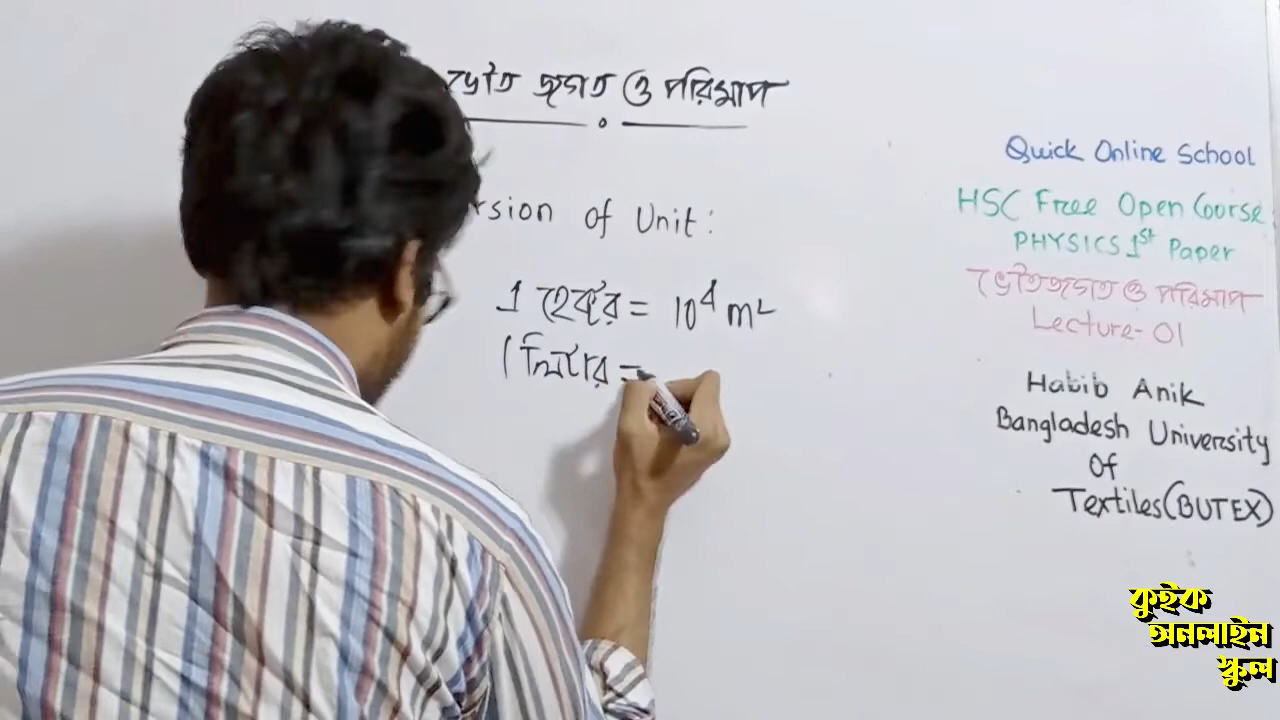 ভৌত জগত ও পরিমাপ
rsion of Unit:
1 হেক্টর = 10⁴ m²
1 লিটার =
Quick Online School
HSC Free Open Course
PHYSICS 1st Paper
ভৌতজগত ও পরিমাপ
Lecture-01
Habib Anik
Bangladesh University
Of
Textiles(BUTEX)
কুইক
অনলাইন
স্কুল